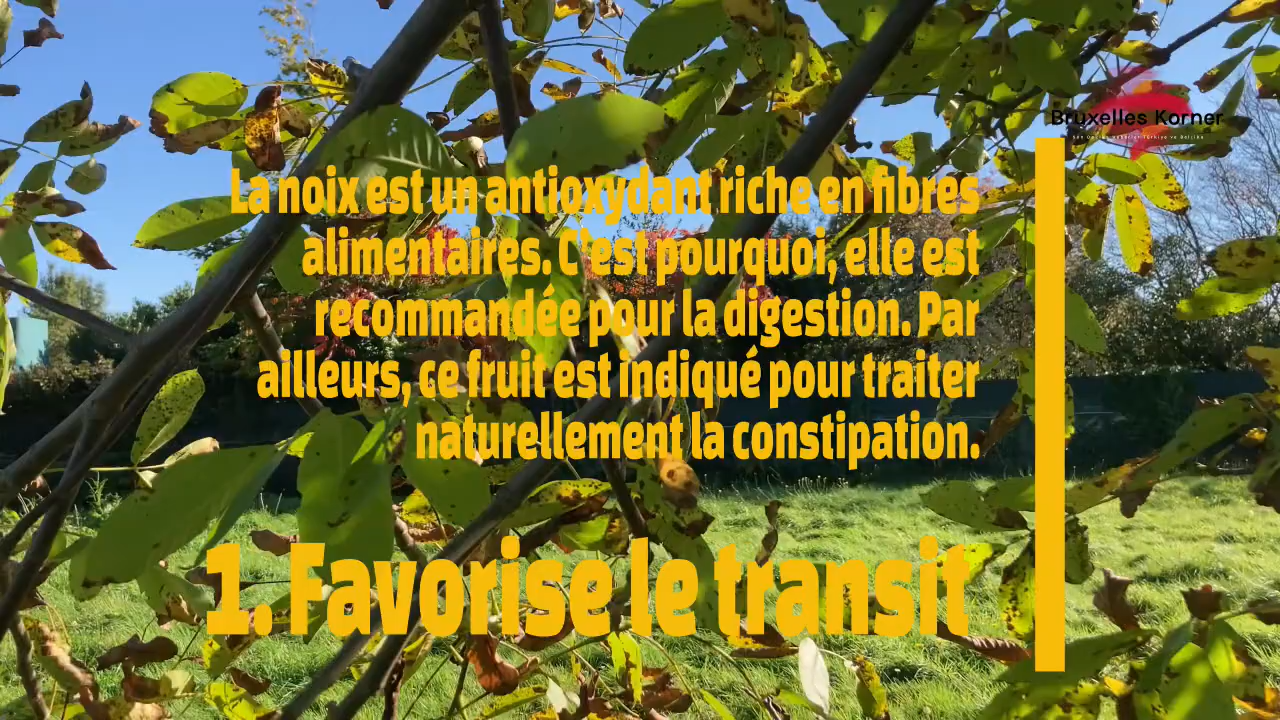 Bruxelles Korner
La noix est un antioxydant riche en fibres
alimentaires. C'est pourquoi, elle est
recommandée pour la digestion. Par
ailleurs, ce fruit est indiqué pour traiter
naturellement la constipation.
1. Favorise le transit